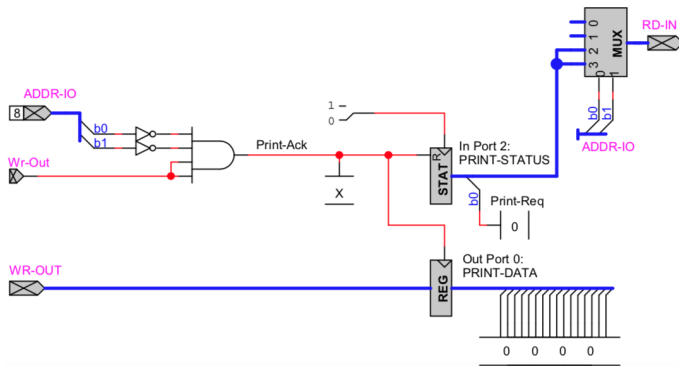 RD-IN
0
1
2
3
MUX
0
1
b0
b1
ADDR-IO
ADDR-IO
8
b0
b1
Wr-Out
Print-Ack
1
0
X
R
STAT
In Port 2:
PRINT-STATUS
b0
Print-Req
0
WR-OUT
REG
Out Port 0:
PRINT-DATA
0 0 0 0